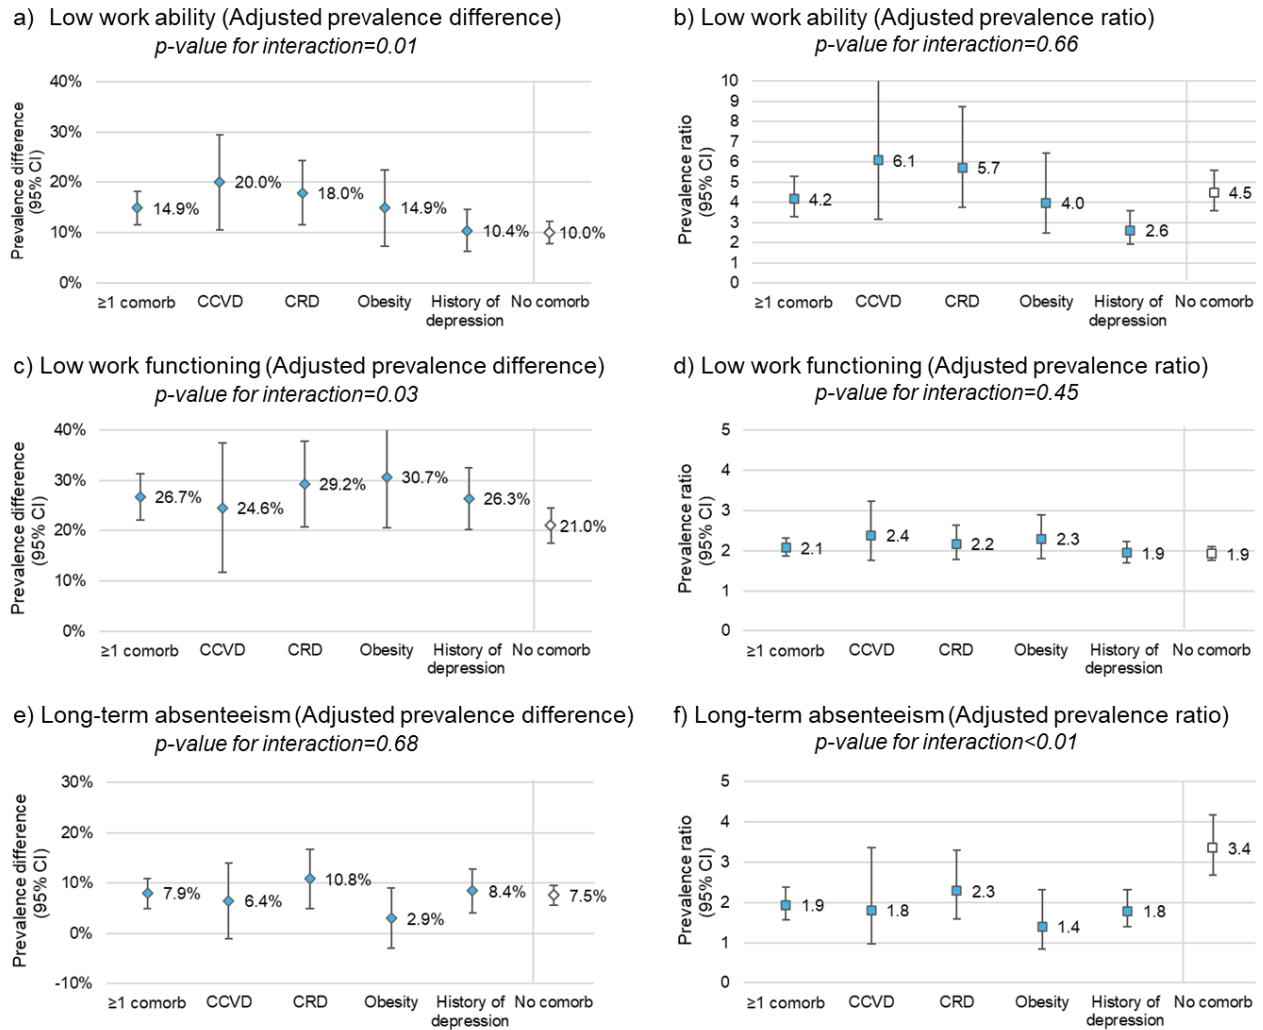 a) Low work ability (Adjusted prevalence difference)
p-value for interaction=0.01
Prevalence difference
(95% CI)
40%
30%
20%
10%
0%
14.9%
20.0%
18.0%
14.9%
10.4%
10.0%
≥1 comorb
CCVD
CRD
Obesity
History of
depression
No comorb
b) Low work ability (Adjusted prevalence ratio)
p-value for interaction=0.66
Prevalence ratio
(95% CI)
10
9
8
7
6
5
4
3
2
1
0
4.2
6.1
5.7
4.0
2.6
4.5
≥1 comorb
CCVD
CRD
Obesity
History of
depression
No comorb
c) Low work functioning (Adjusted prevalence difference)
p-value for interaction=0.03
Prevalence difference
(95% CI)
40%
30%
20%
10%
0%
26.7%
24.6%
29.2%
30.7%
26.3%
21.0%
≥1 comorb
CCVD
CRD
Obesity
History of
depression
No comorb
d) Low work functioning (Adjusted prevalence ratio)
p-value for interaction=0.45
Prevalence ratio
(95% CI)
5
4
3
2
1
0
2.1
2.4
2.2
2.3
1.9
1.9
≥1 comorb
CCVD
CRD
Obesity
History of
depression
No comorb
e) Long-term absenteeism (Adjusted prevalence difference)
p-value for interaction=0.68
Prevalence difference
(95% CI)
30%
20%
10%
0%
-10%
7.9%
6.4%
10.8%
2.9%
8.4%
7.5%
≥1 comorb
CCVD
CRD
Obesity
History of
depression
No comorb
f) Long-term absenteeism (Adjusted prevalence ratio)
p-value for interaction<0.01
Prevalence ratio
(95% CI)
5
4
3
2
1
0
1.9
1.8
2.3
1.4
1.8
3.4
≥1 comorb
CCVD
CRD
Obesity
History of
depression
No comorb